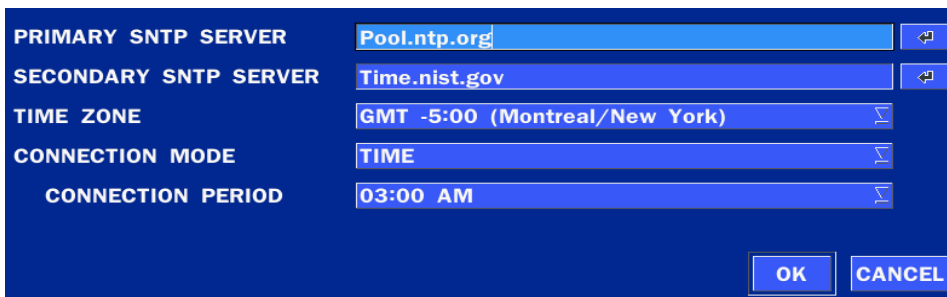 PRIMARY SNTP SERVER Pool.ntp.org
SECONDARY SNTP SERVER Time.nist.gov
TIME ZONE GMT -5:00 (Montreal/New York)
CONNECTION MODE TIME
CONNECTION PERIOD 03:00 AM
OK CANCEL